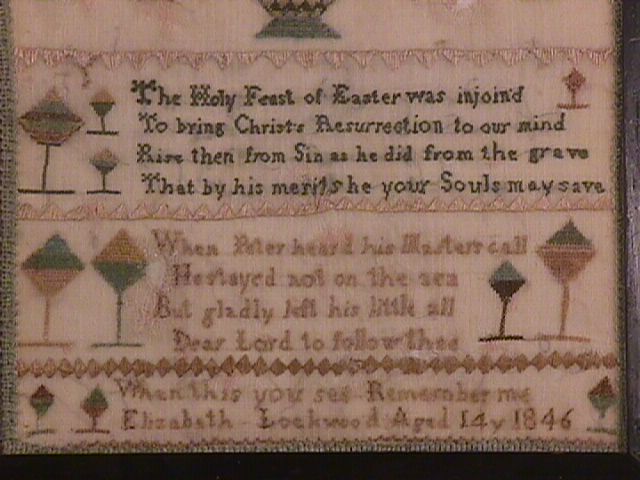 The Holy Feast of Easter was injoin'd
To bring Christs Resurrection to our mind
Rise then from Sin as he did from the grave
That by his merits he your Souls may save
When Peter heard his Masters call
He stayed not on the sea
But gladly left his little all
Dear Lord to follow thee
When this you see Remember me
Elizabeth Lockwood Aged 14 y 1846